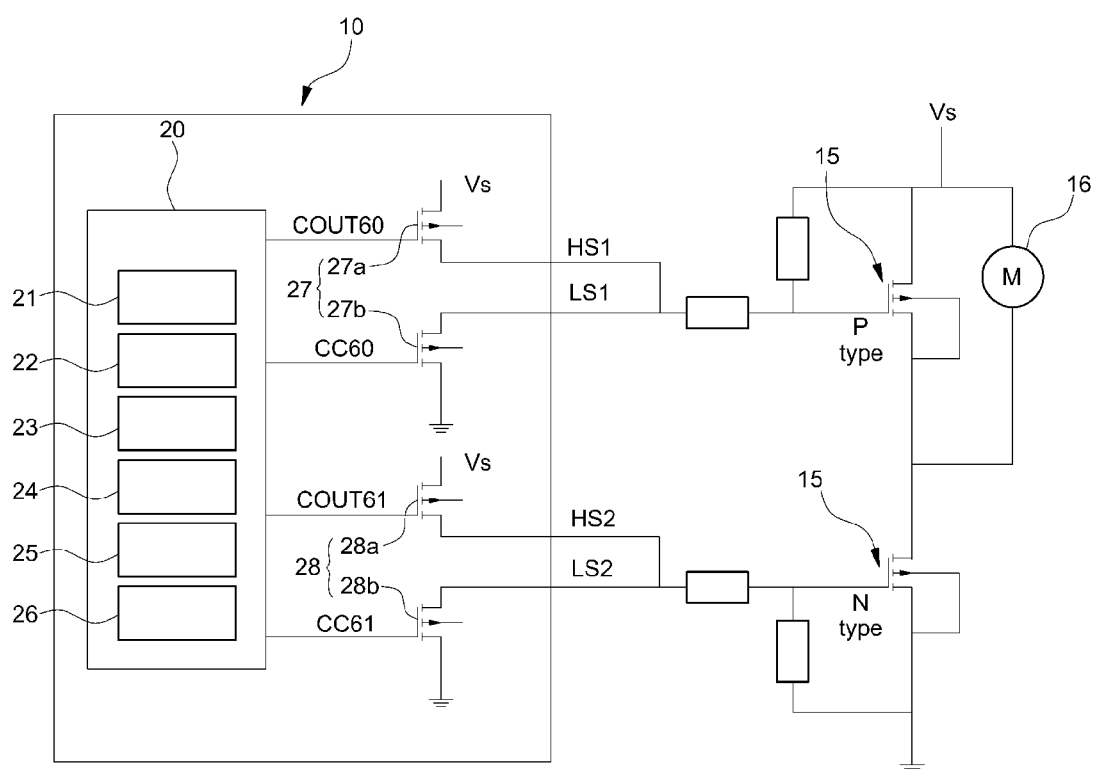 10
20
Vs
Vs
15
16
COUT60
HS1
27a
27
27b
LS1
M
21
P
type
22
CC60
23
24
Vs
COUT61
15
HS2
25
28a
28
28b
LS2
26
CC61
N
type